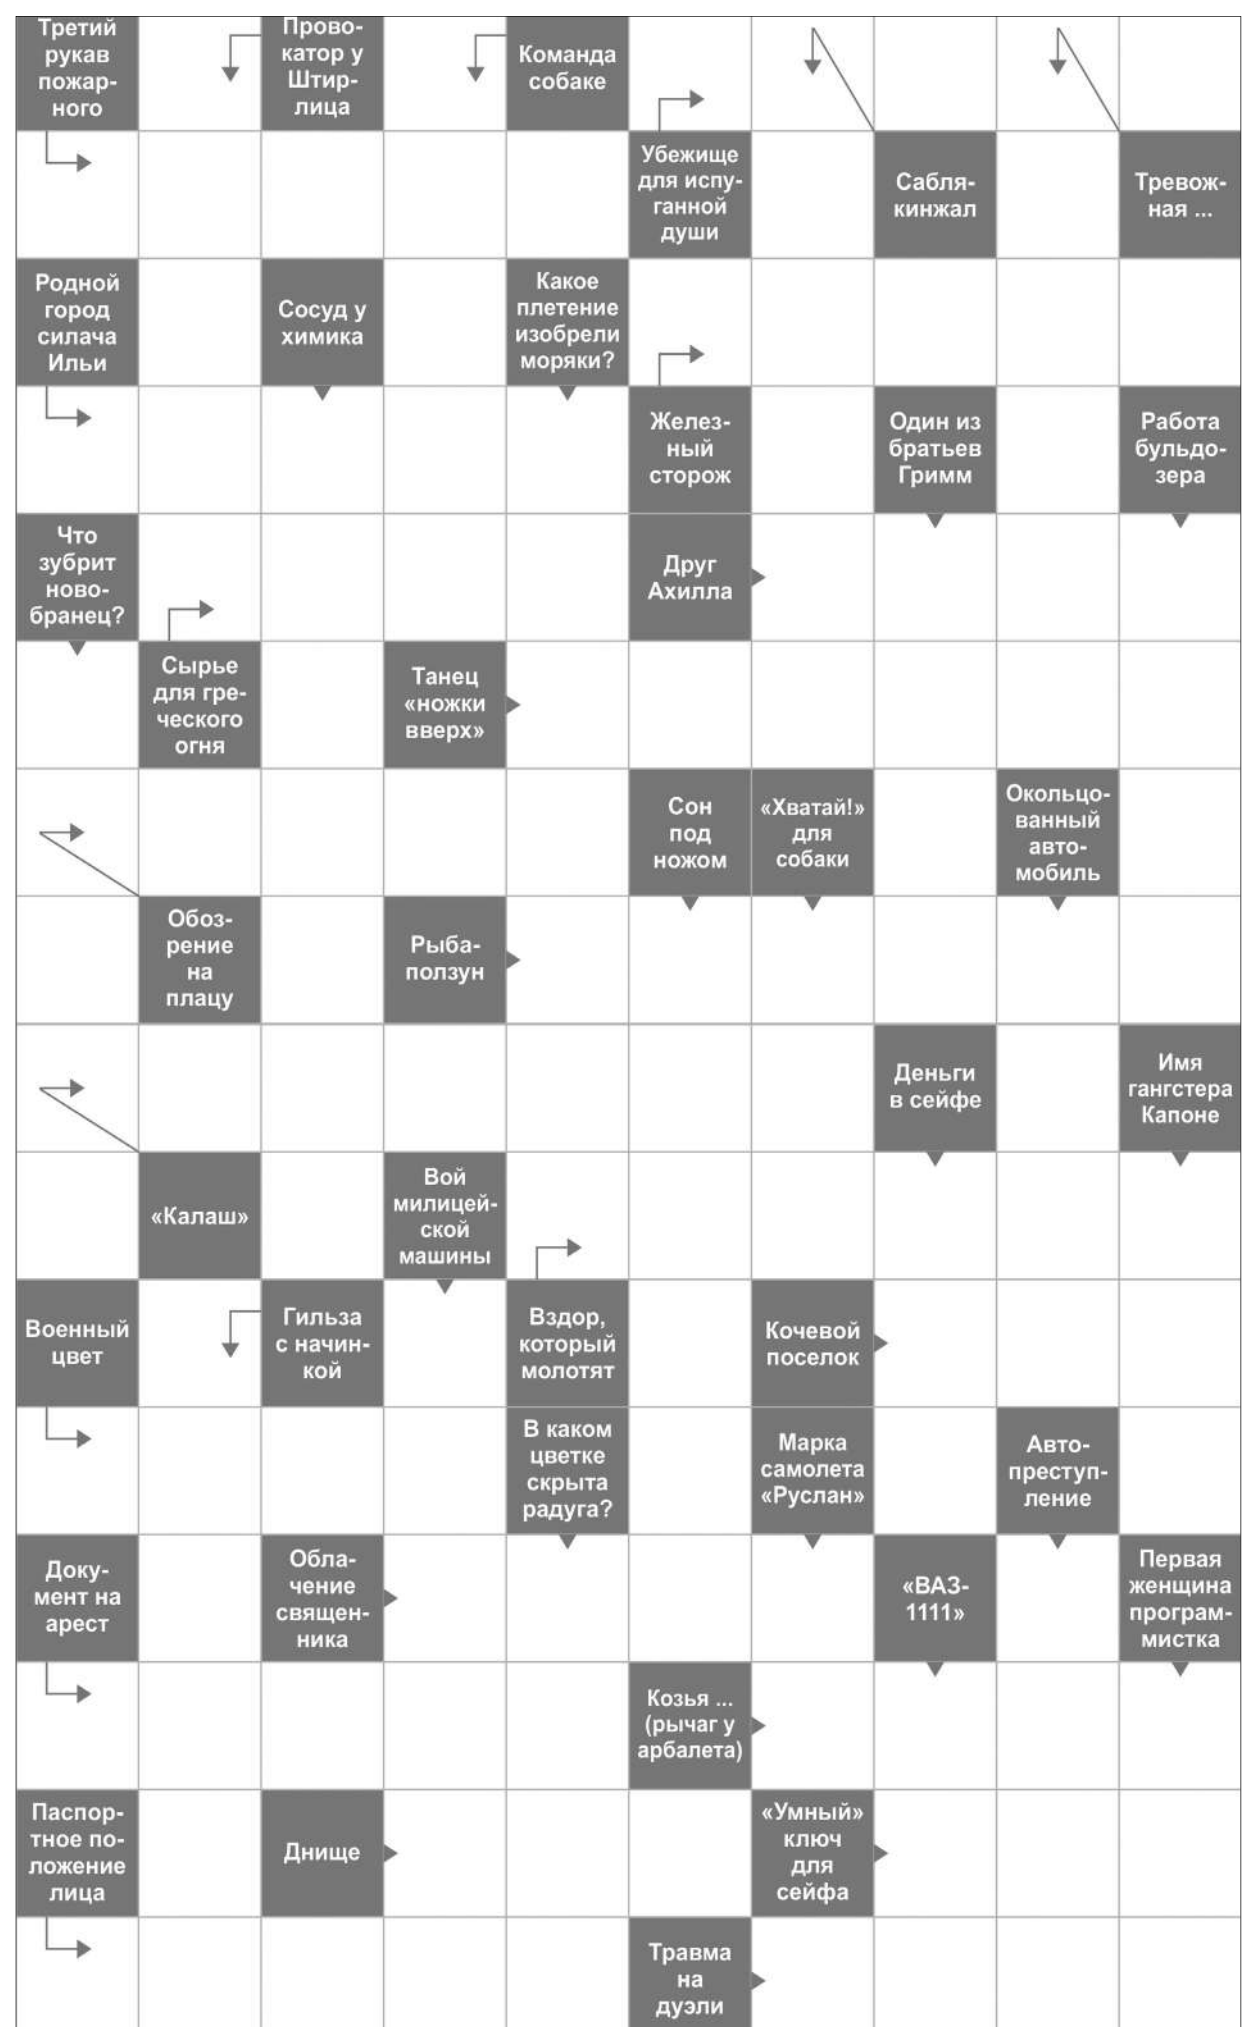 Третий
рукав
пожар-
ного
Прово-
катор у
Штир-
лица
Команда
собаке
Убежище
для испу-
ганной
души
Сабля-
кинжал
Тревож-
ная ...
Родной
город
силача
Ильи
Сосуд у
химика
Какое
плетение
изобрели
моряки?
Желез-
ный
сторож
Один из
братьев
Гримм
Работа
бульдо-
зера
Что
зубрит
ново-
бранец?
Друг
Ахилла
Сырье
для гре-
ческого
огня
Танец
«ножки
вверх»
Сон
под
ножом
«Хватай!»
для
собаки
Окольцо-
ванный
авто-
мобиль
Обоз-
рение
на
плацу
Рыба-
ползун
Деньги
в сейфе
Имя
гангстера
Капоне
«Калаш»
Вой
милицей-
ской
машины
Военный
цвет
Гильза
с начин-
кой
Вздор,
который
молотят
Кочевой
поселок
В каком
цветке
скрыта
радуга?
Марка
самолета
«Руслан»
Авто-
преступ-
ление
Доку-
мент на
арест
Обла-
чение
священ-
ника
«ВАЗ-
1111»
Первая
женщина
програм-
мистка
Козья ...
(рычаг у
арбалета)
Паспор-
тное по-
ложение
лица
Днище
«Умный»
ключ
для
сейфа
Травма
на
дуэли